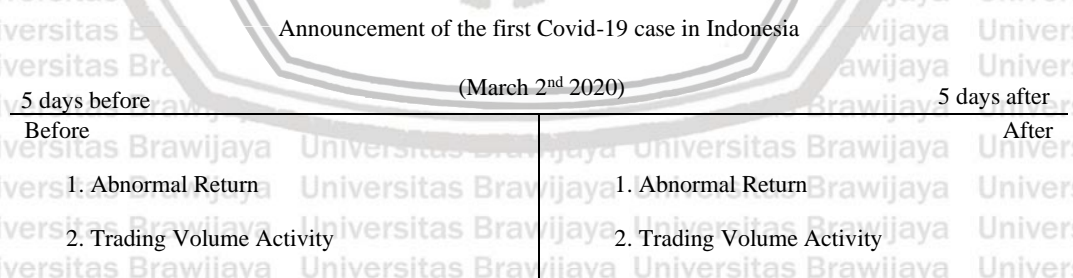 Announcement of the first Covid-19 case in Indonesia
(March 2nd 2020)
5 days before 5 days after
Before After
1. Abnormal Return 1. Abnormal Return
2. Trading Volume Activity 2. Trading Volume Activity